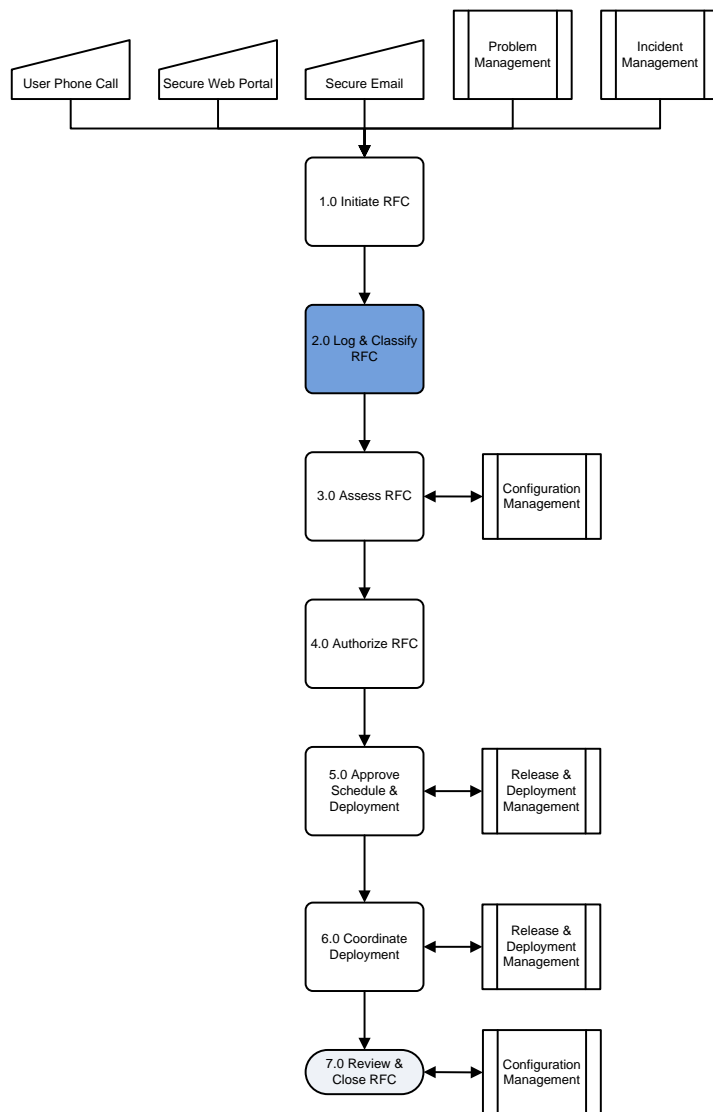 User Phone Call
Secure Web Portal
Secure Email
Problem
Management
Incident
Management
1.0 Initiate RFC
2.0 Log & Classify
RFC
3.0 Assess RFC
Configuration
Management
4.0 Authorize RFC
5.0 Approve
Schedule &
Deployment
Release &
Deployment
Management
6.0 Coordinate
Deployment
Release &
Deployment
Management
7.0 Review &
Close RFC
Configuration
Management